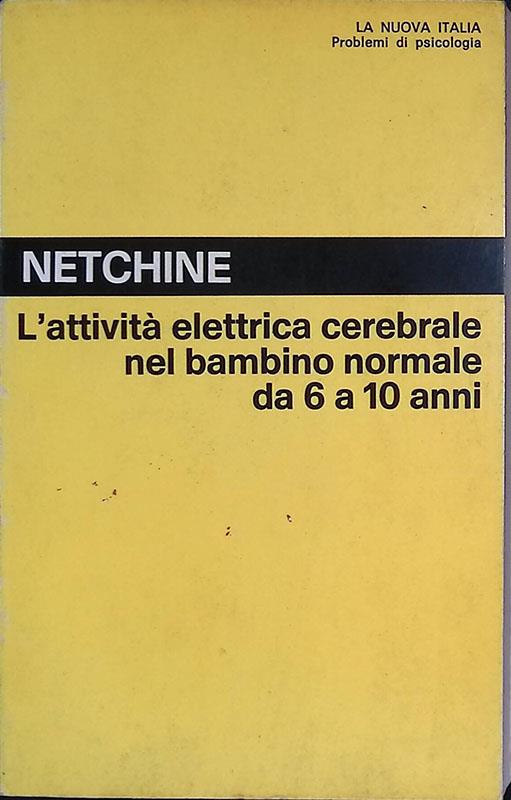 LA NUOVA ITALIA
Problemi di psicologia
NETCHINE
L'attività elettrica cerebrale
nel bambino normale
da 6 a 10 anni